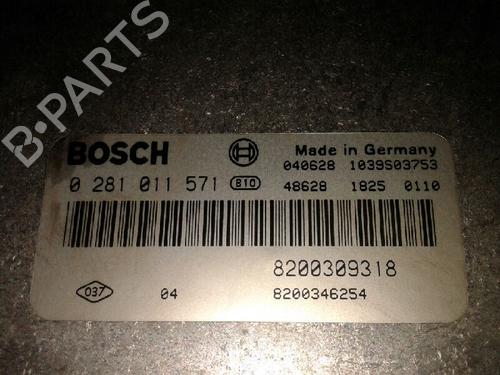 B-PARTS
BOSCH
Made in Germany
040628 1039S03753
0 281 011 571 B10
48628 1825 0110
8200309318
037 04 8200346254